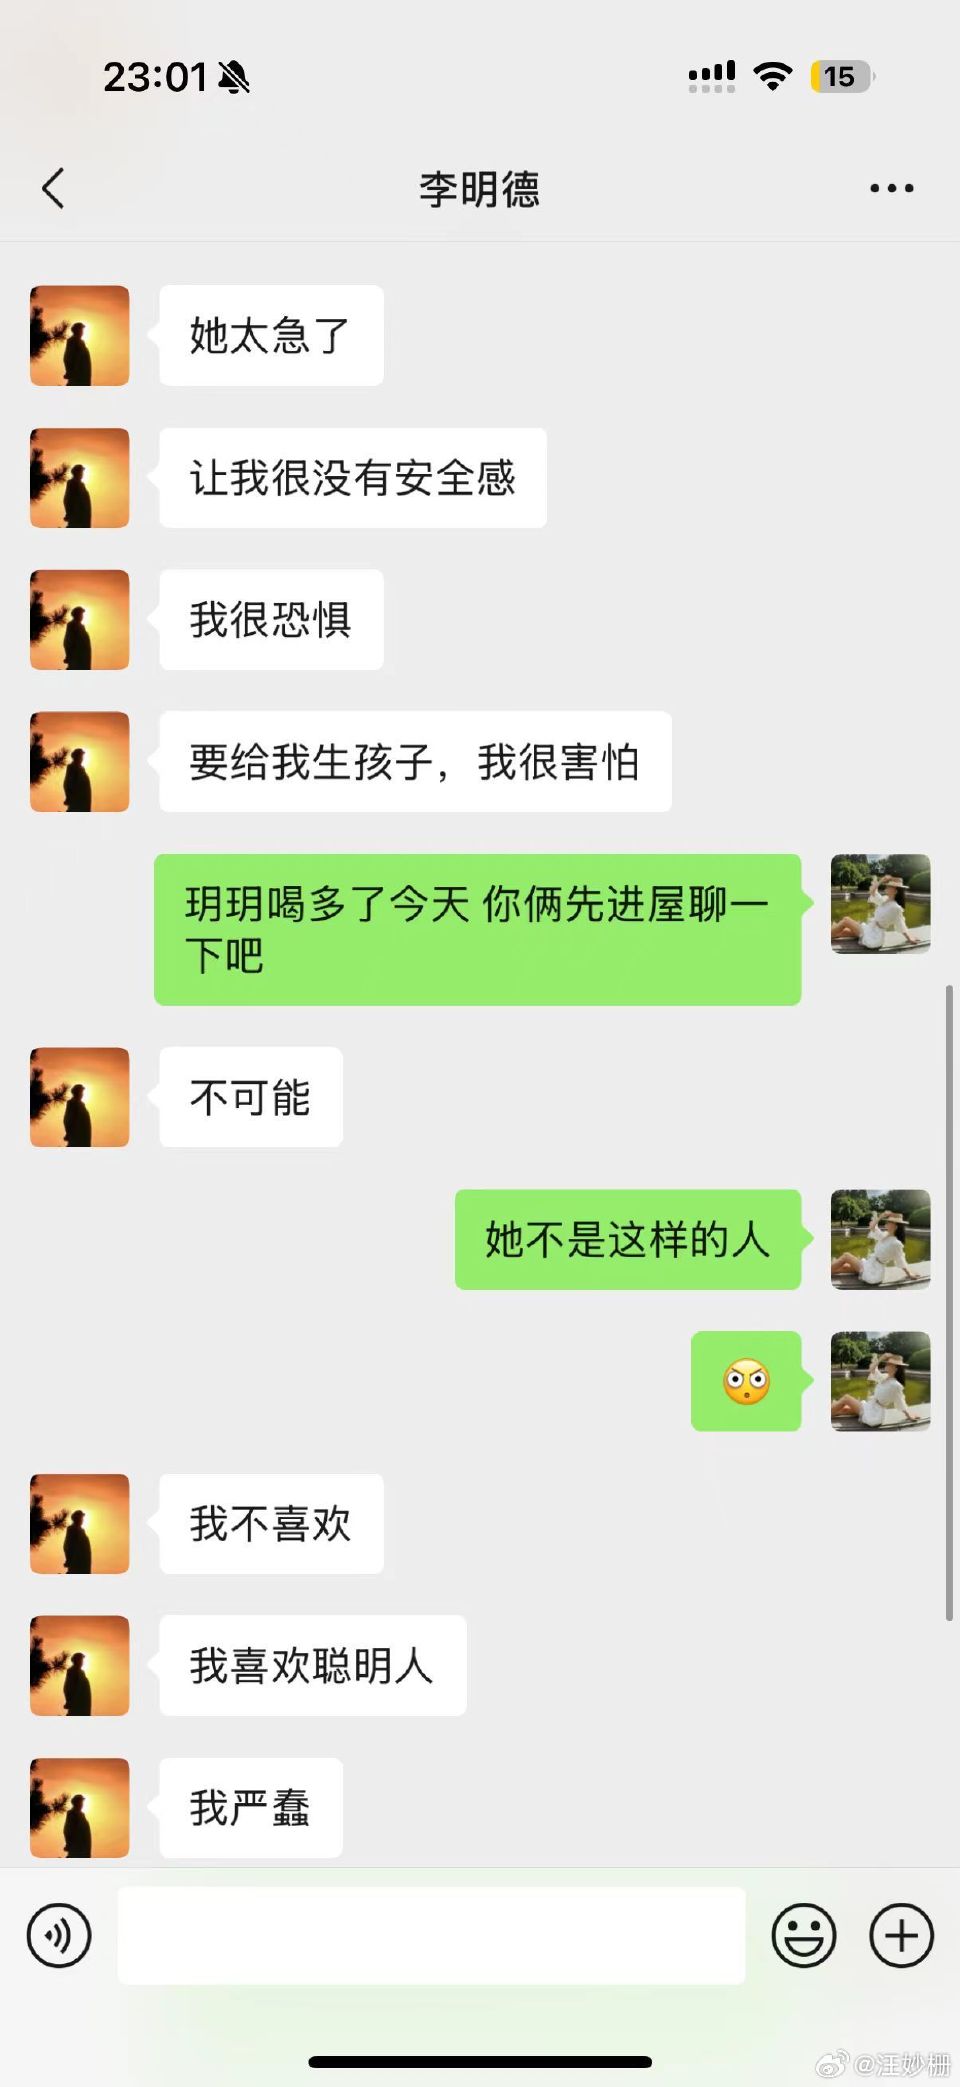 23:01
15
李明德
她太急了
让我很没有安全感
我很恐惧
要给我生孩子，我很害怕
玥玥喝多了今天 你俩先进屋聊一
下吧
不可能
她不是这样的人
我不喜欢
我喜欢聪明人
我严蠢
@汪妙栅